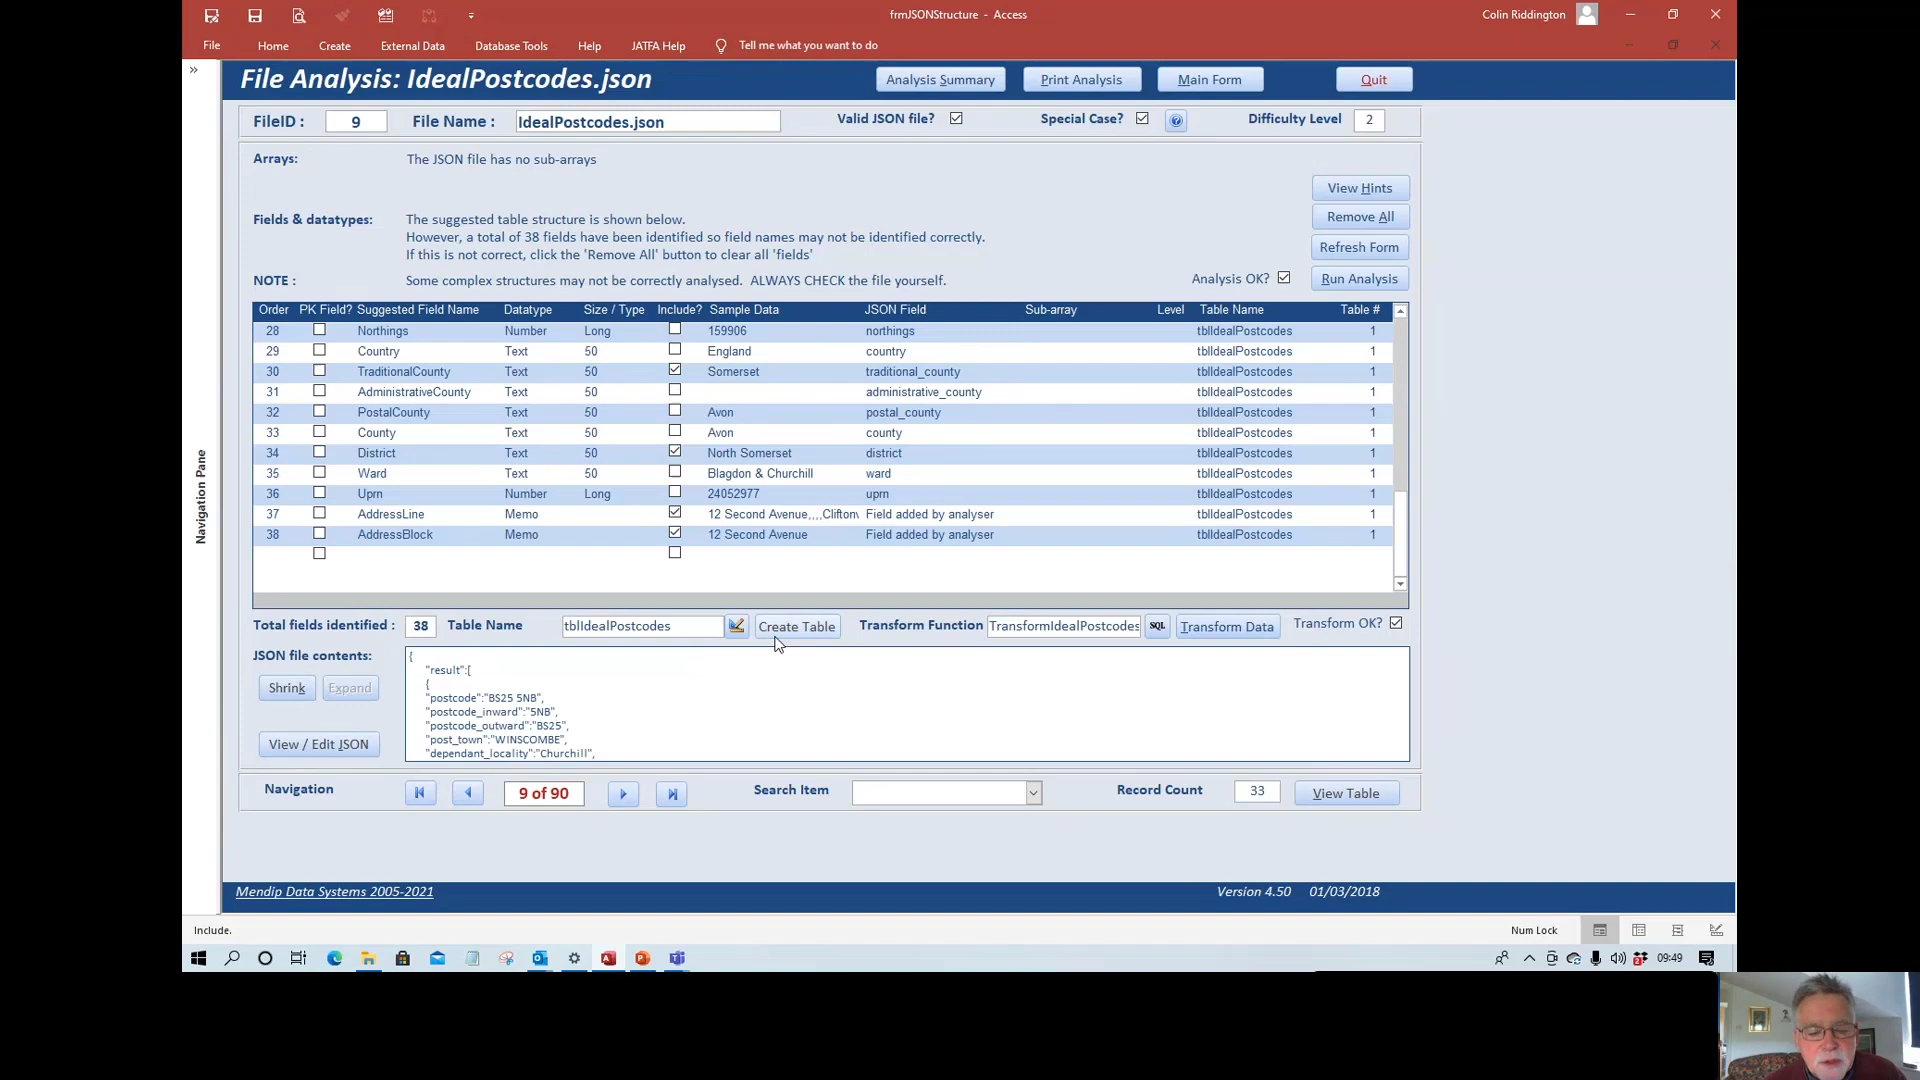 frmJSONStructure - Access
Colin Riddington
File Home Create External Data Database Tools Help JATFA Help Tell me what you want to do
File Analysis: IdealPostcodes.json
Analysis Summary Print Analysis Main Form Quit
FileID : 9 File Name : IdealPostcodes.json Valid JSON file? Special Case? Difficulty Level 2
Arrays: The JSON file has no sub-arrays
View Hints
Fields & datatypes: The suggested table structure is shown below. Remove All
However, a total of 38 fields have been identified so field names may not be identified correctly.
Refresh Form
If this is not correct, click the 'Remove All' button to clear all 'fields'
NOTE : Some complex structures may not be correctly analysed. ALWAYS CHECK the file yourself. Analysis OK? Run Analysis
Order PK Field? Suggested Field Name Datatype Size / Type Include? Sample Data JSON Field Sub-array Level Table Name Table #
28 Northings Number Long 159906 northings tblIdealPostcodes 1
29 Country Text 50 England country tblIdealPostcodes 1
30 TraditionalCounty Text 50 Somerset traditional_county tblIdealPostcodes 1
31 AdministrativeCounty Text 50 administrative_county tblIdealPostcodes 1
32 PostalCounty Text 50 Avon postal_county tblIdealPostcodes 1
33 County Text 50 Avon county tblIdealPostcodes 1
34 District Text 50 North Somerset district tblIdealPostcodes 1
35 Ward Text 50 Blagdon & Churchill ward tblIdealPostcodes 1
36 Uprn Number Long 24052977 uprn tblIdealPostcodes 1
37 AddressLine Memo 12 Second Avenue,,,,Cliftonv Field added by analyser tblIdealPostcodes 1
38 AddressBlock Memo 12 Second Avenue Field added by analyser tblIdealPostcodes 1
Total fields identified : 38 Table Name tblIdealPostcodes Create Table Transform Function TransformIdealPostcodes SQL Transform Data Transform OK?
JSON file contents: {
"result":[
Shrink Expand {
"postcode":"BS25 5NB",
"postcode_inward":"5NB",
"postcode_outward":"BS25",
View / Edit JSON "post_town":"WINSCOMBE",
"dependant_locality":"Churchill",
Navigation 9 of 90 Search Item Record Count 33 View Table
Navigation Pane
Mendip Data Systems 2005-2021 Version 4.50 01/03/2018
Include. Num Lock
09:49